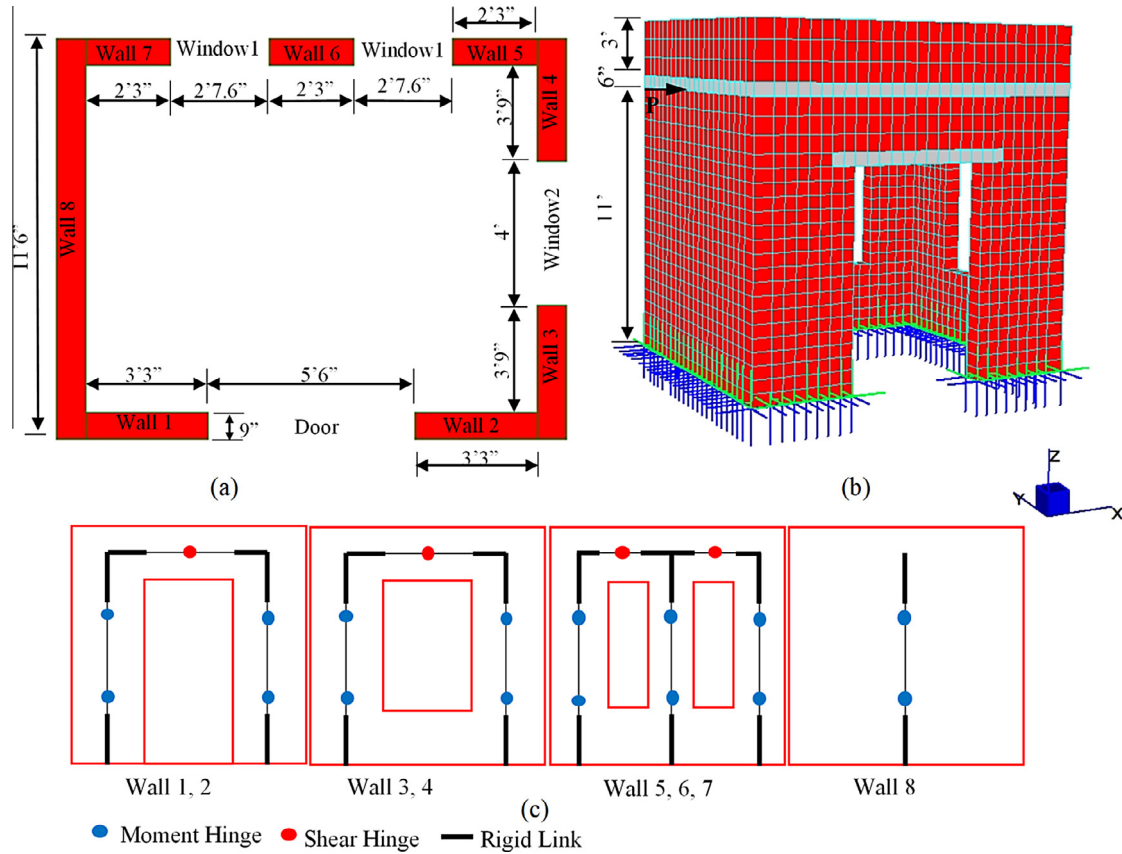 2'3"
Wall 7
Window1
Wall 6
Window1
Wall 5
2'3"
2'7.6"
2'3"
2'7.6"
Wall 4
3'9"
11'6"
Wall 8
4'
Window2
3'9"
Wall 3
3'3"
5'6"
Wall 1
9"
Door
Wall 2
3'3"
(a)
3'
6"
P
11'
(b)
Z
Y
X
Wall 1, 2
Wall 3, 4
Wall 5, 6, 7
Wall 8
(c)
Moment Hinge
Shear Hinge
Rigid Link